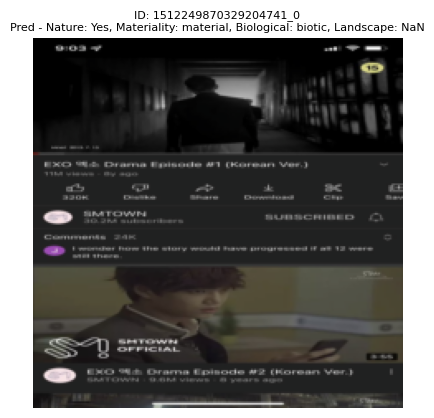 ID: 1512249870329204741_0
Pred - Nature: Yes, Materiality: material, Biological: biotic, Landscape: NaN
9:03
15
EXO 엑소 Drama Episode #1 (Korean Ver.)
11M views · 8y ago
320K
Dislike
Share
Download
Clip
Sav
SMTOWN
30.2M subscribers
SUBSCRIBED
Comments 24K
I wonder how the story would have progressed if all 12 were
still there.
SMTOWN
OFFICIAL
3:55
EXO 엑소 Drama Episode #2 (Korean Ver.)
SMTOWN · 9.6M views · 8 years ago